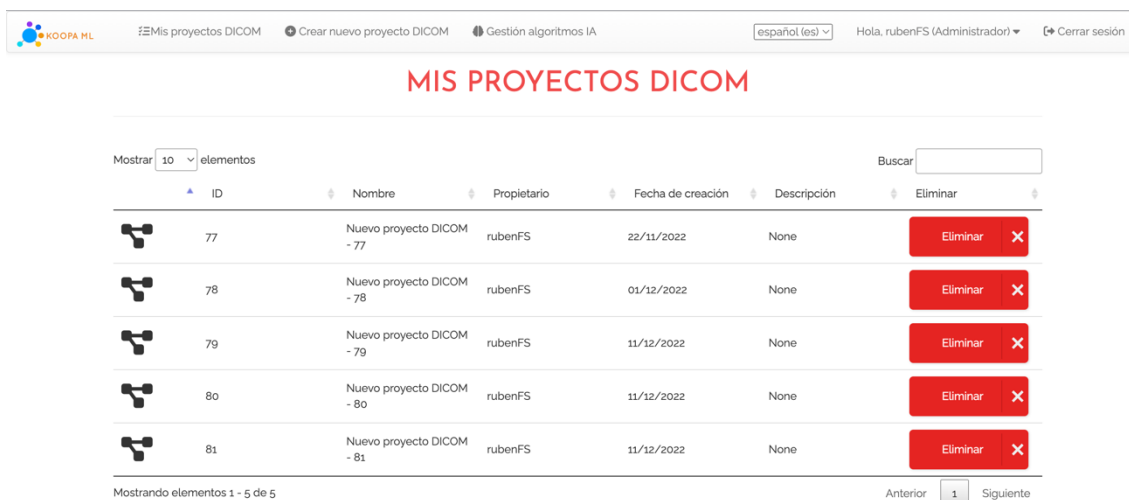 KOOPA ML Mis proyectos DICOM Crear nuevo proyecto DICOM Gestión algoritmos IA español (es) Hola, rubenFS (Administrador) Cerrar sesión
MIS PROYECTOS DICOM
Mostrar 10 elementos Buscar
ID Nombre Propietario Fecha de creación Descripción Eliminar
77 Nuevo proyecto DICOM rubenFS 22/11/2022 None Eliminar
- 77
78 Nuevo proyecto DICOM rubenFS 01/12/2022 None Eliminar
- 78
79 Nuevo proyecto DICOM rubenFS 11/12/2022 None Eliminar
- 79
80 Nuevo proyecto DICOM rubenFS 11/12/2022 None Eliminar
- 80
81 Nuevo proyecto DICOM rubenFS 11/12/2022 None Eliminar
- 81
Mostrando elementos 1 - 5 de 5 Anterior 1 Siguiente